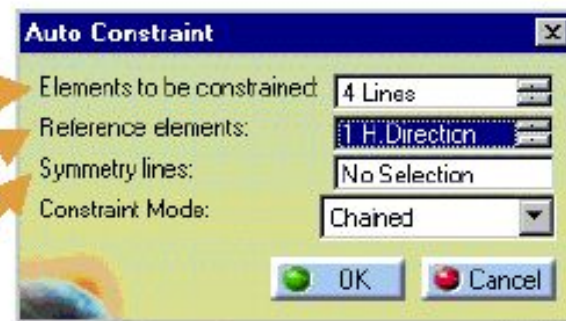 Auto Constraint
Elements to be constrained: 4 Lines
Reference elements: 1 H.Direction
Symmetry lines: No Selection
Constraint Mode: Chained
OK Cancel